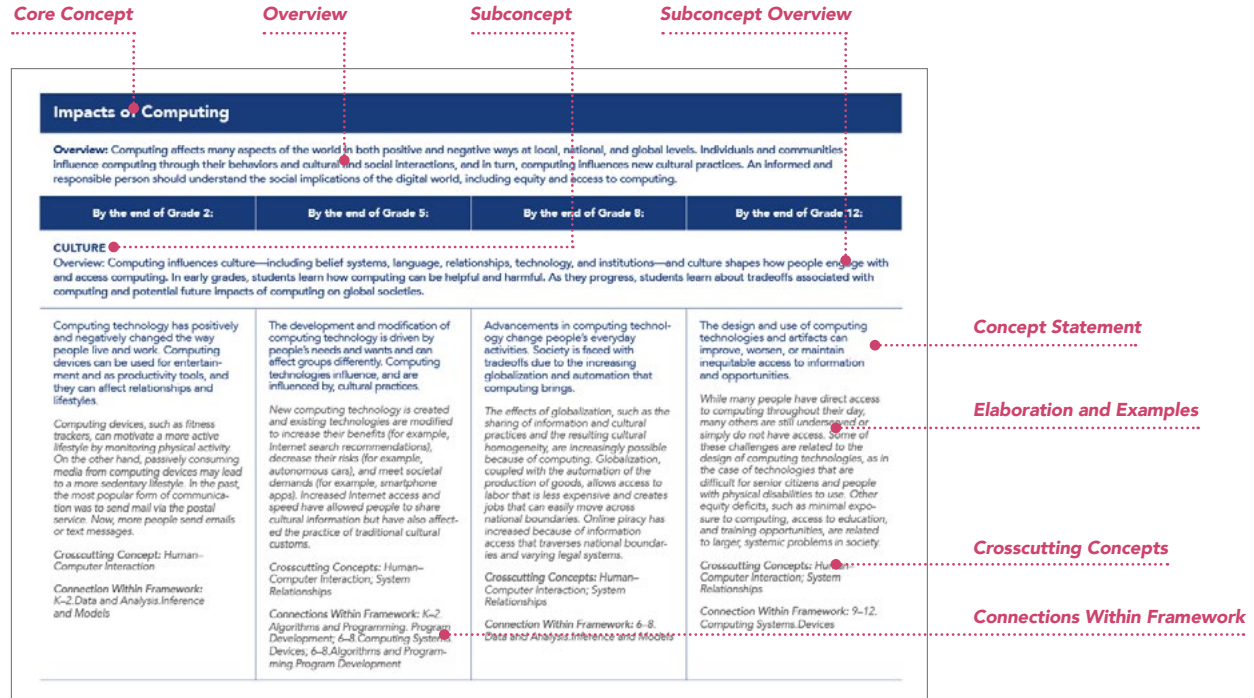 Core Concept
Overview
Subconcept
Subconcept Overview
Impacts of Computing
Overview: Computing affects many aspects of the world in both positive and negative ways at local, national, and global levels. Individuals and communities
influence computing through their behaviors and cultural and social interactions, and in turn, computing influences new cultural practices. An informed and
responsible person should understand the social implications of the digital world, including equity and access to computing.
By the end of Grade 2:
By the end of Grade 5:
By the end of Grade 8:
By the end of Grade 12:
CULTURE
Overview: Computing influences culture—including belief systems, language, relationships, technology, and institutions—and culture shapes how people engage with
and access computing. In early grades, students learn how computing can be helpful and harmful. As they progress, students learn about tradeoffs associated with
computing and potential future impacts of computing on global societies.
Computing technology has positively
and negatively changed the way
people live and work. Computing
devices can be used for entertain-
ment and as productivity tools, and
they can affect relationships and
lifestyles.
Computing devices, such as fitness
trackers, can motivate a more active
lifestyle by monitoring physical activity.
On the other hand, passively consuming
media from computing devices may lead
to a more sedentary lifestyle. In the past,
the most popular form of communica-
tion was to send mail via the postal
service. Now, more people send emails
or text messages.
Crosscutting Concept: Human–
Computer Interaction
Connection Within Framework:
K–2.Data and Analysis.Inference
and Models
The development and modification of
computing technology is driven by
people's needs and wants and can
affect groups differently. Computing
technologies influence, and are
influenced by, cultural practices.
New computing technology is created
and existing technologies are modified
to increase their benefits (for example,
Internet search recommendations),
decrease their risks (for example,
autonomous cars), and meet societal
demands (for example, smartphone
apps). Increased Internet access and
speed have allowed people to share
cultural information but have also affect-
ed the practice of traditional cultural
customs.
Crosscutting Concepts: Human–
Computer Interaction; System
Relationships
Connections Within Framework: K–2.
Algorithms and Programming. Program
Development; 6–8.Computing Systems.
Devices; 6–8.Algorithms and Program-
ming.Program Development
Advancements in computing technol-
ogy change people's everyday
activities. Society is faced with
tradeoffs due to the increasing
globalization and automation that
computing brings.
The effects of globalization, such as the
sharing of information and cultural
practices and the resulting cultural
homogeneity, are increasingly possible
because of computing. Globalization,
coupled with the automation of the
production of goods, allows access to
labor that is less expensive and creates
jobs that can easily move across
national boundaries. Online piracy has
increased because of information
access that traverses national boundar-
ies and varying legal systems.
Crosscutting Concepts: Human–
Computer Interaction; System
Relationships
Connection Within Framework: 6–8.
Data and Analysis.Inference and Models
The design and use of computing
technologies and artifacts can
improve, worsen, or maintain
inequitable access to information
and opportunities.
While many people have direct access
to computing throughout their day,
many others are still underserved or
simply do not have access. Some of
these challenges are related to the
design of computing technologies, as in
the case of technologies that are
difficult for senior citizens and people
with physical disabilities to use. Other
equity deficits, such as minimal expo-
sure to computing, access to education,
and training opportunities, are related
to larger, systemic problems in society.
Crosscutting Concepts: Human–
Computer Interaction; System
Relationships
Connection Within Framework: 9–12.
Computing Systems.Devices
Concept Statement
Elaboration and Examples
Crosscutting Concepts
Connections Within Framework